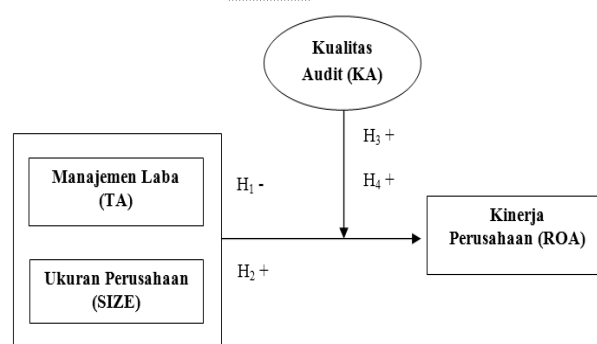 Kualitas
Audit (KA)
H₃ +
H₄ +
Manajemen Laba
(TA)
H₁ -
Kinerja
Perusahaan (ROA)
Ukuran Perusahaan
(SIZE)
H₂ +